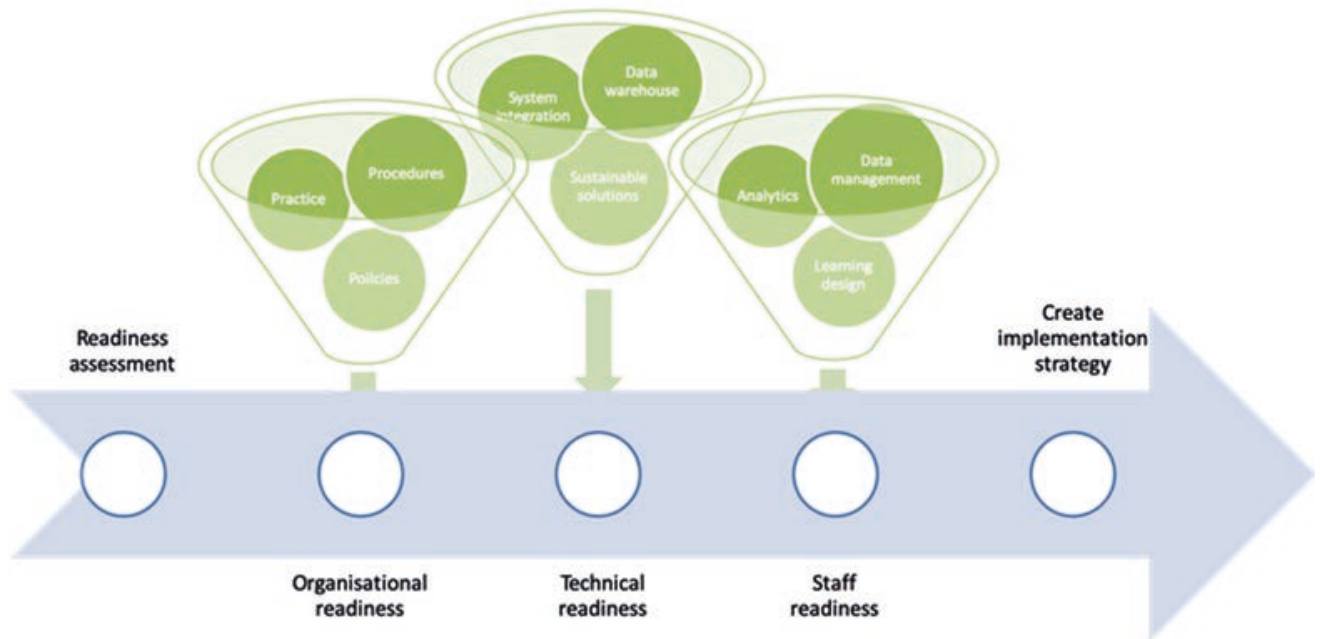 Data
warehouse
System
integration
Sustainable
solutions
Practice
Procedures
Policies
Analytics
Data
management
Learning
design
Readiness
assessment
Create
implementation
strategy
Organisational
readiness
Technical
readiness
Staff
readiness